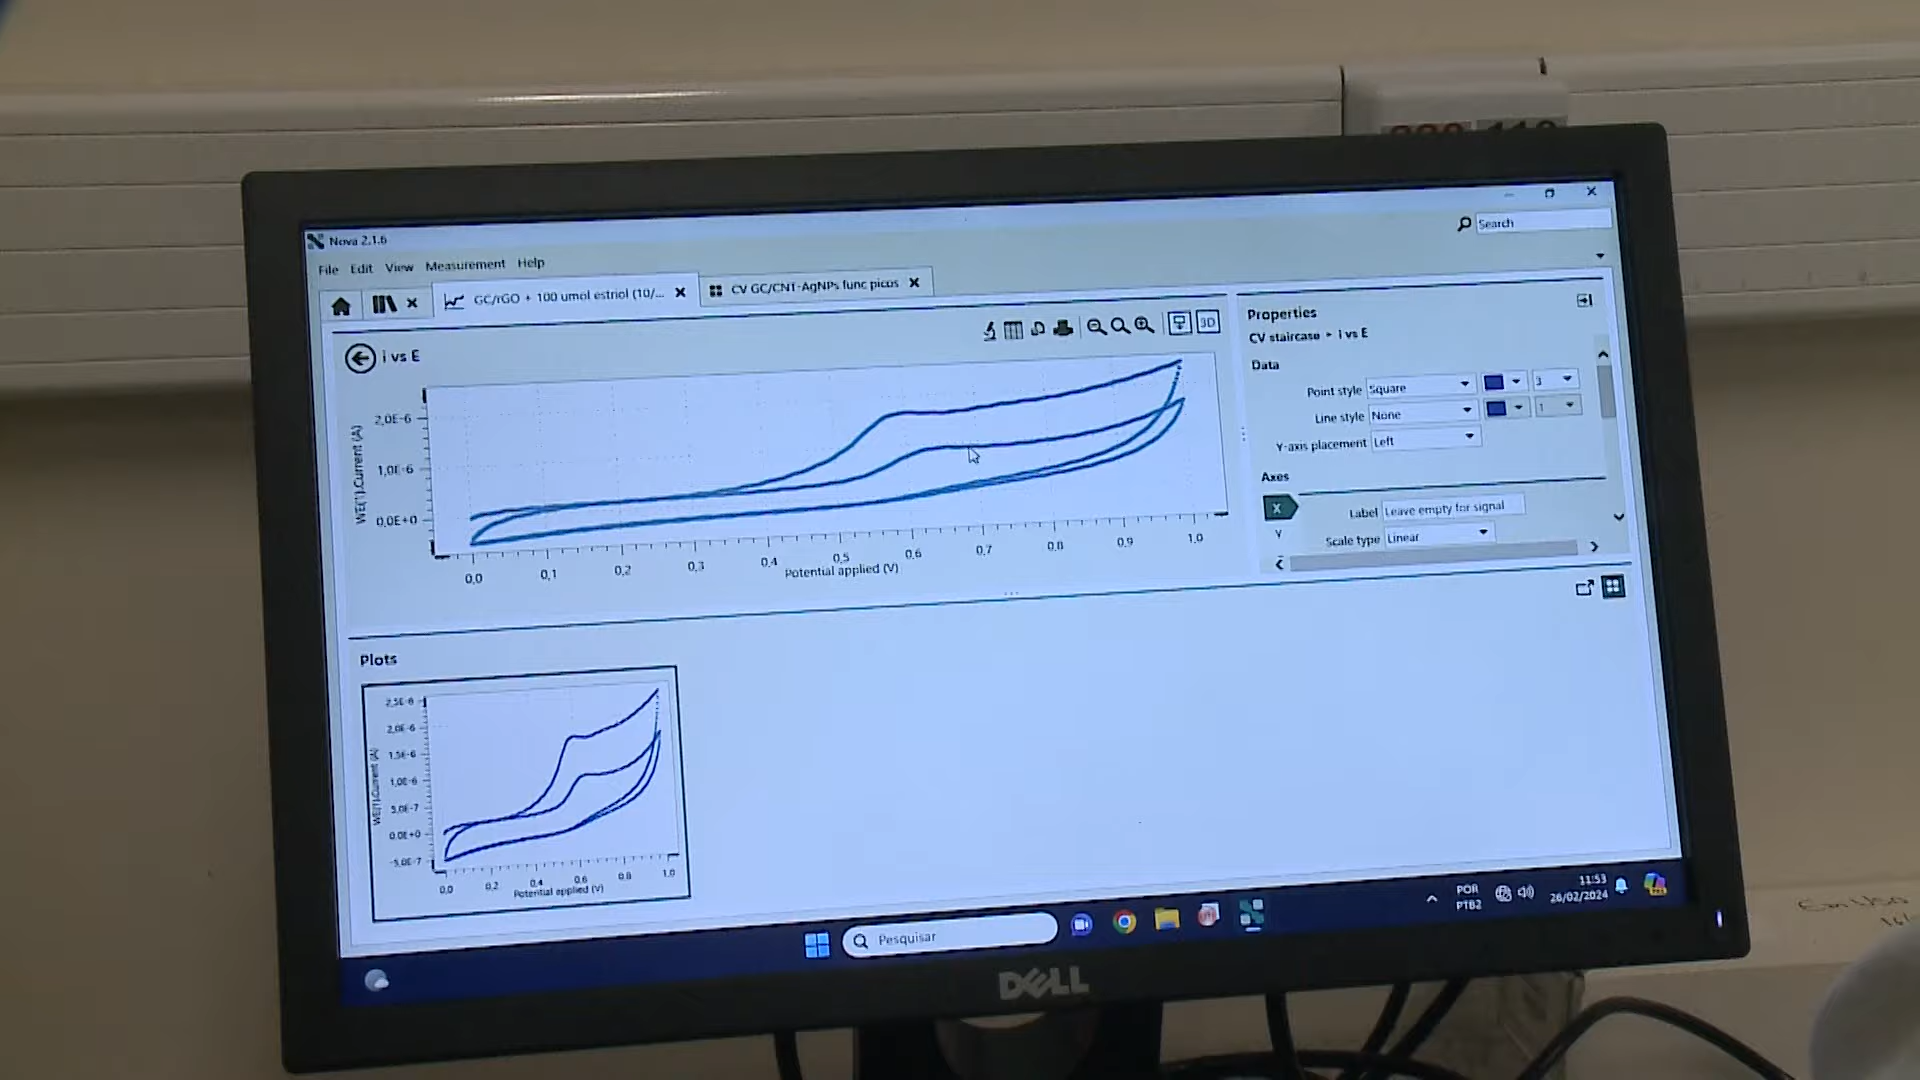 Nova 2.1.6
Search
File Edit View Measurement Help
GC/rGO + 100 umol estriol (10/...
CV GC/CNT-AgNPs func picos
i vs E
3D
WE(1).Current (A)
2,0E-6
1,0E-6
0,0E+0
0,0 0,1 0,2 0,3 0,4 0,5 0,6 0,7 0,8 0,9 1,0
Potential applied (V)
Properties
CV staircase ▸ i vs E
Data
Point style Square 3
Line style None 1
Y-axis placement Left
Axes
X
Y
Label Leave empty for signal
Scale type Linear
Plots
WE(1).Current (A)
2,5E-6
2,0E-6
1,5E-6
1,0E-6
5,0E-7
0,0E+0
-5,0E-7
0,0 0,2 0,4 0,6 0,8 1,0
Potential applied (V)
Pesquisar
POR
PTB2
11:53
26/02/2024
DELL